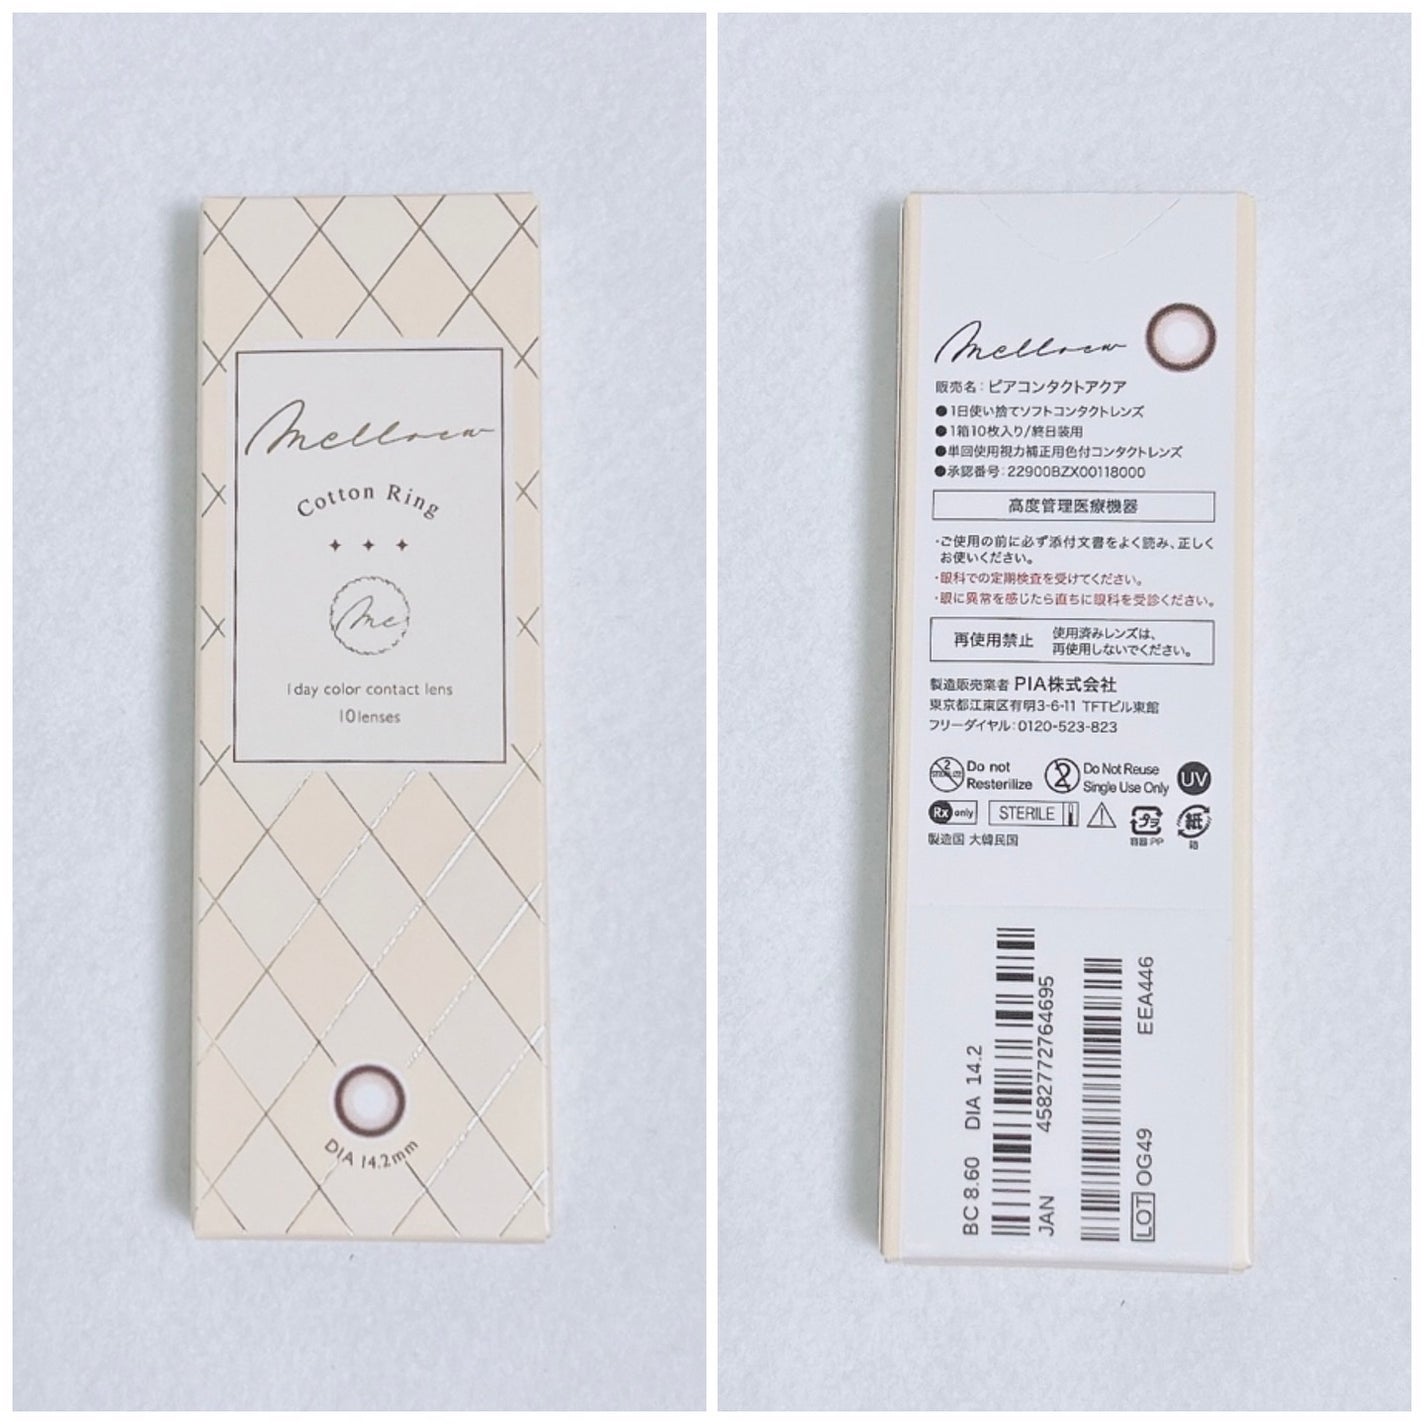 mellew
Cotton Ring
me
1day color contact lens
10lenses
DIA 14.2mm
mellew
販売名：ピアコンタクトアクア
●1日使い捨てソフトコンタクトレンズ
●1箱10枚入り/終日装用
●単回使用視力補正用色付コンタクトレンズ
●承認番号：22900BZX00118000
高度管理医療機器
・ご使用の前に必ず添付文書をよく読み、正しく
お使いください。
・眼科での定期検査を受けてください。
・眼に異常を感じたら直ちに眼科を受診ください。
再使用禁止
使用済みレンズは、
再使用しないでください。
製造販売業者 PIA株式会社
東京都江東区有明3-6-11 TFTビル東館
フリーダイヤル：0120-523-823
2
STERILIZE
Do not
Resterilize
2
Do Not Reuse
Single Use Only
UV
Rx only
STERILE
プラ
容器 PP
紙
箱
製造国 大韓民国
BC 8.60 DIA 14.2
JAN 4582772764695
LOT OG49 EEA446